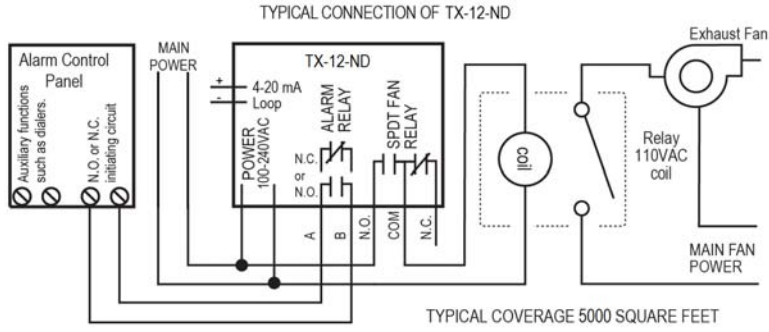 TYPICAL CONNECTION OF TX-12-ND
Alarm Control
Panel
Auxiliary functions
such as dialers.
N.O. or N.C.
initiating circuit
MAIN
POWER
TX-12-ND
+
-
4-20 mA
Loop
POWER
100-240VAC
ALARM
RELAY
N.C.
or
N.O.
SPDT FAN
RELAY
A
B
N.O.
COM
N.C.
coil
Relay
110VAC
coil
Exhaust Fan
MAIN FAN
POWER
TYPICAL COVERAGE 5000 SQUARE FEET